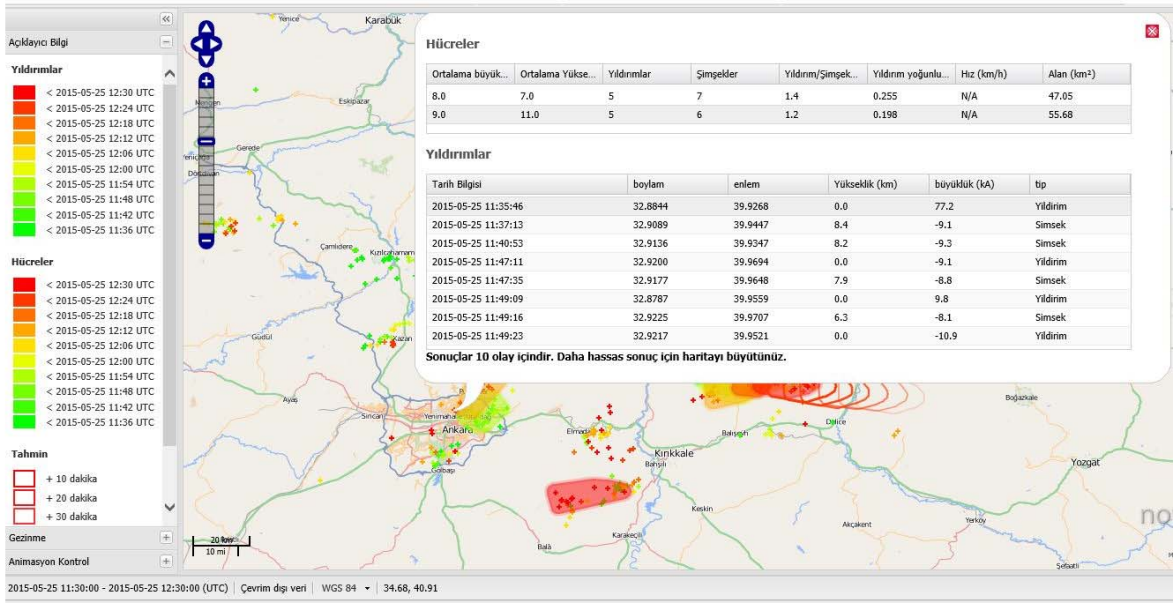 Açıklayıcı Bilgi
Yıldırımlar
< 2015-05-25 12:30 UTC
< 2015-05-25 12:24 UTC
< 2015-05-25 12:18 UTC
< 2015-05-25 12:12 UTC
< 2015-05-25 12:06 UTC
< 2015-05-25 12:00 UTC
< 2015-05-25 11:54 UTC
< 2015-05-25 11:48 UTC
< 2015-05-25 11:42 UTC
< 2015-05-25 11:36 UTC
Hücreler
< 2015-05-25 12:30 UTC
< 2015-05-25 12:24 UTC
< 2015-05-25 12:18 UTC
< 2015-05-25 12:12 UTC
< 2015-05-25 12:06 UTC
< 2015-05-25 12:00 UTC
< 2015-05-25 11:54 UTC
< 2015-05-25 11:48 UTC
< 2015-05-25 11:42 UTC
< 2015-05-25 11:36 UTC
Tahmin
+ 10 dakika
+ 20 dakika
+ 30 dakika
Gezinme
Animasyon Kontrol
Yenice
Karabük
Eskipazar
Gerede
Dörtdivan
Çamlıdere
Kızılcahamam
Güdül
Kazan
Ayaş
Sincan
Ankara
Gölbaşı
Elmadağ
Kırıkkale
Bahşılı
Balışeyh
Delice
Boğazkale
Yozgat
Keskin
Akçakent
Yerköy
Karakeçili
Balâ
Şefaatli
20 km
10 mi
Hücreler
Ortalama büyük... Ortalama Yükse... Yıldırımlar Şimşekler Yıldırım/Şimşek... Yıldırım yoğunlu... Hız (km/h) Alan (km²)
8.0 7.0 5 7 1.4 0.255 N/A 47.05
9.0 11.0 5 6 1.2 0.198 N/A 55.68
Yıldırımlar
Tarih Bilgisi boylam enlem Yükseklik (km) büyüklük (kA) tip
2015-05-25 11:35:46 32.8844 39.9268 0.0 77.2 Yildirim
2015-05-25 11:37:13 32.9089 39.9447 8.4 -9.1 Simsek
2015-05-25 11:40:53 32.9136 39.9347 8.2 -9.3 Simsek
2015-05-25 11:47:11 32.9200 39.9694 0.0 -9.1 Yildirim
2015-05-25 11:47:35 32.9177 39.9648 7.9 -8.8 Simsek
2015-05-25 11:49:09 32.8787 39.9559 0.0 9.8 Yildirim
2015-05-25 11:49:16 32.9225 39.9707 6.3 -8.1 Simsek
2015-05-25 11:49:23 32.9217 39.9521 0.0 -10.9 Yildirim
Sonuçlar 10 olay içindir. Daha hassas sonuç için haritayı büyütünüz.
2015-05-25 11:30:00 - 2015-05-25 12:30:00 (UTC) Çevrim dışı veri WGS 84 34.68, 40.91